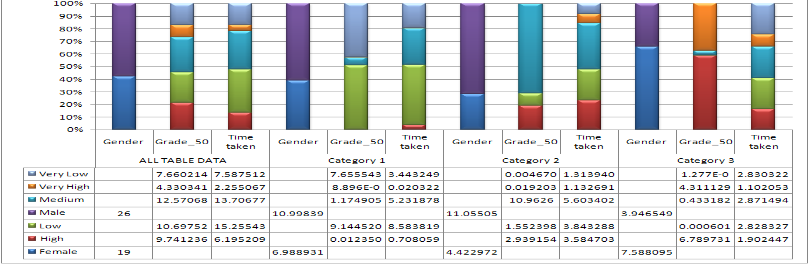 100%
90%
80%
70%
60%
50%
40%
30%
20%
10%
0%
Gender Grade_50 Time taken Gender Grade_50 Time taken Gender Grade_50 Time taken Gender Grade_50 Time taken
ALL TABLE DATA Category 1 Category 2 Category 3
Very Low 7.660214 7.587512 7.655543 3.443249 0.004670 1.313940 1.277E-0 2.830322
Very High 4.330341 2.255067 8.896E-0 0.020322 0.019203 1.132691 4.311129 1.102053
Medium 12.57068 13.70677 1.174905 5.231878 10.9626 5.603402 0.433182 2.871494
Male 26 10.99839 11.05505 3.946549
Low 10.69752 15.25543 9.144520 8.583819 1.552398 3.843288 0.000601 2.828327
High 9.741236 6.195209 0.012350 0.708059 2.939154 3.584703 6.789731 1.902447
Female 19 6.988931 4.422972 7.588095